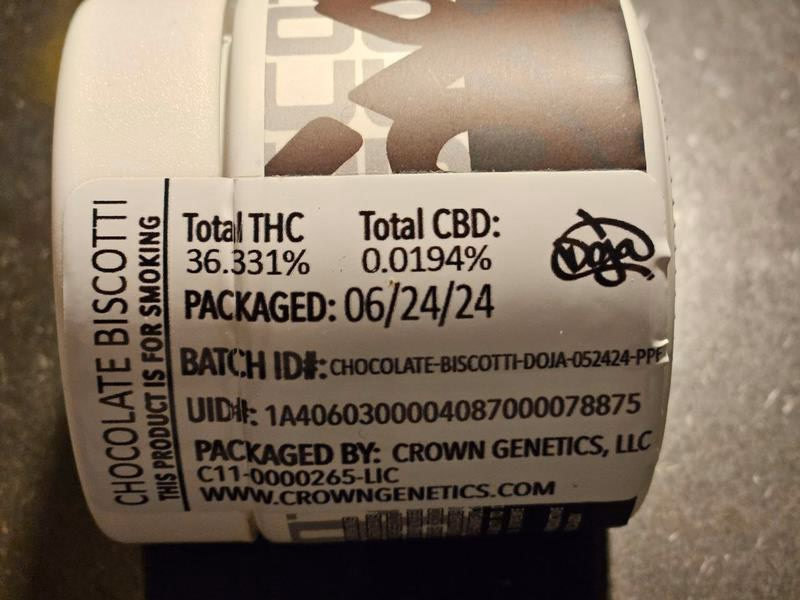 CHOCOLATE BISCOTTI
THIS PRODUCT IS FOR SMOKING
Total THC
36.331%
Total CBD:
0.0194%
Doja
PACKAGED: 06/24/24
BATCH ID#: CHOCOLATE-BISCOTTI-DOJA-052424-PPF
UID#: 1A4060300004087000078875
PACKAGED BY: CROWN GENETICS, LLC
C11-0000265-LIC
WWW.CROWNGENETICS.COM